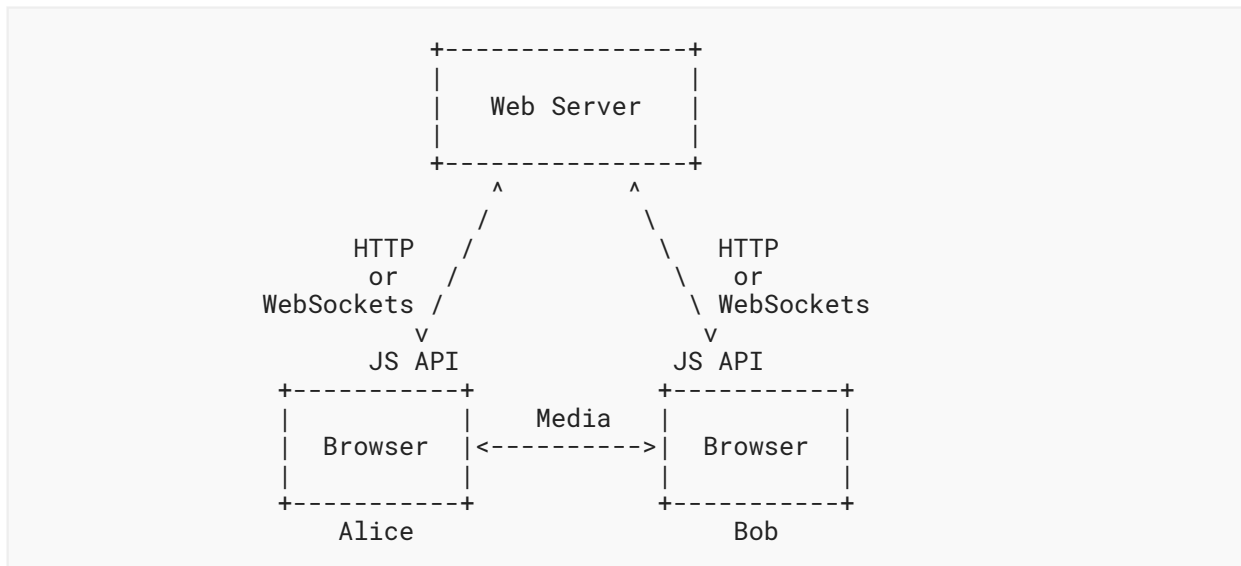 Web Server
HTTP HTTP
or or
WebSockets WebSockets
JS API JS API
Media
Browser Browser
Alice Bob